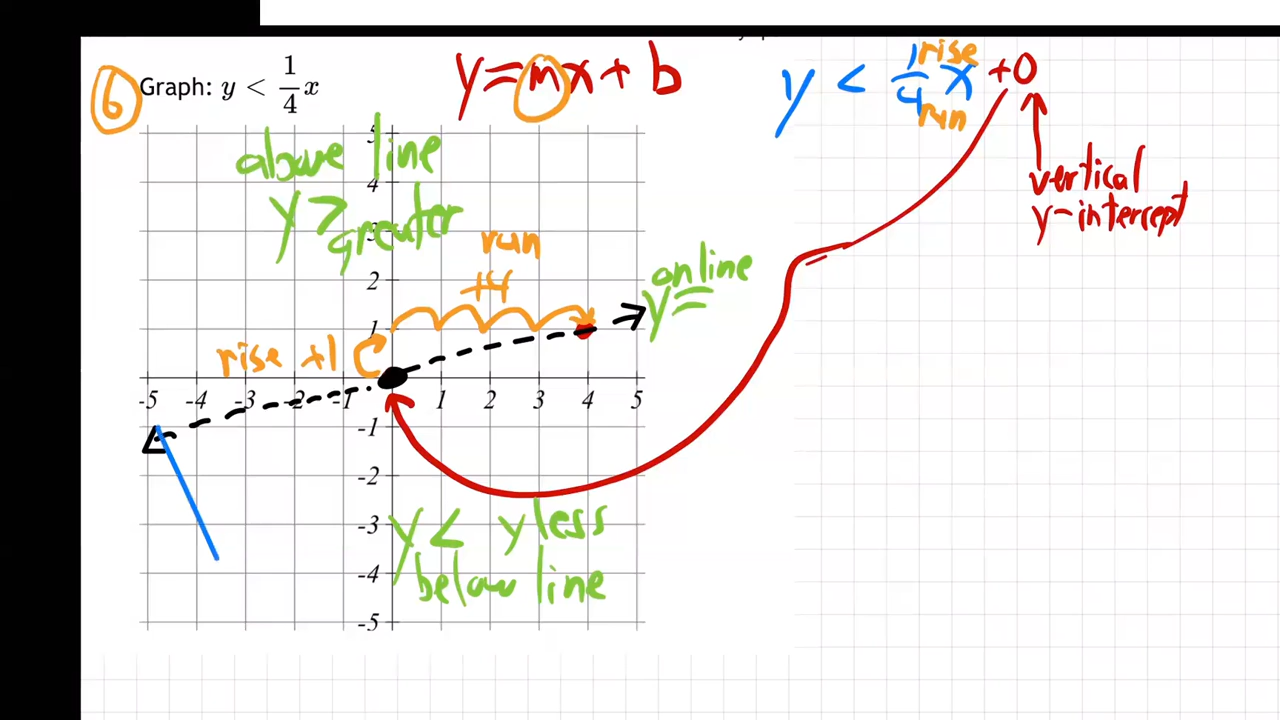 6 Graph: y < 1/4 x
y = mx + b
y < 1/4 x + 0
rise
run
vertical
y-intercept
above line
y > greater
run
+4
on line
y =
rise +1
5
4
3
2
1
-5 -4 -3 -2 -1 1 2 3 4 5
-1
-2
-3
-4
-5
y < y less
below line